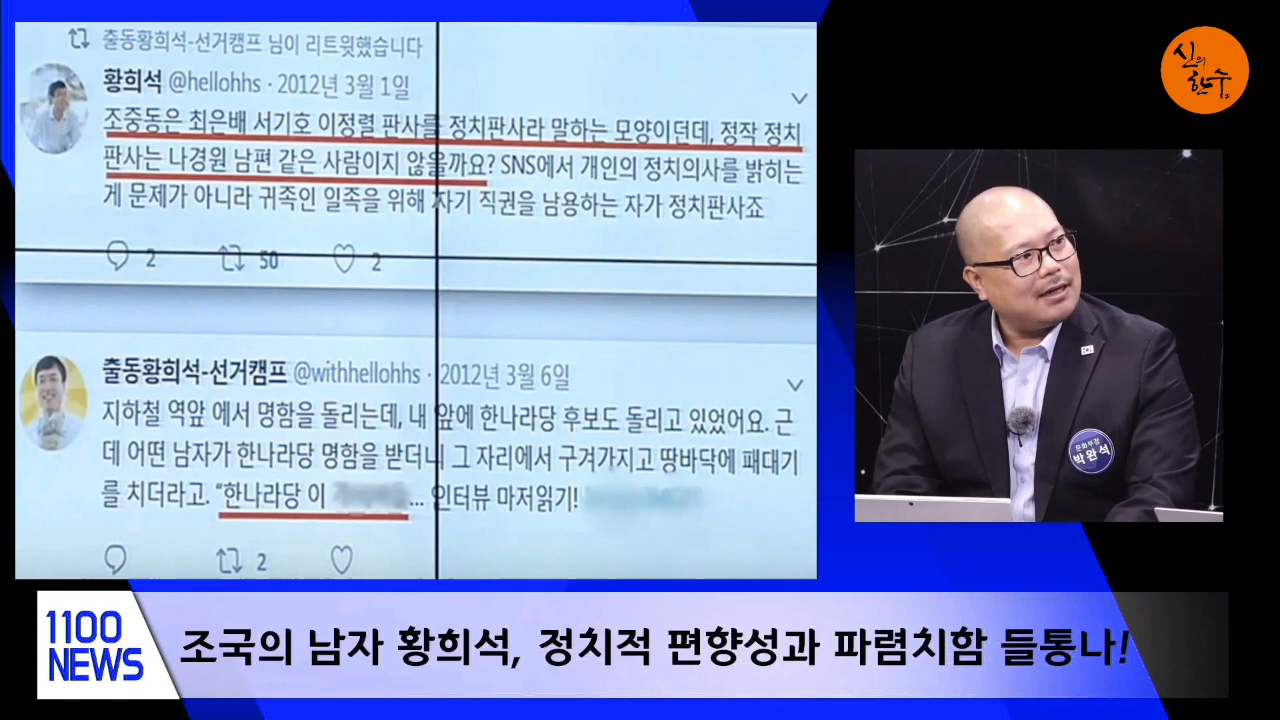 출동황희석-선거캠프 님이 리트윗했습니다
황희석 @hellohhs · 2012년 3월 1일
조중동은 최은배 서기호 이정렬 판사를 정치판사라 말하는 모양이던데, 정작 정치
판사는 나경원 남편 같은 사람이지 않을까요? SNS에서 개인의 정치의사를 밝히는
게 문제가 아니라 귀족인 일족을 위해 자기 직권을 남용하는 자가 정치판사죠
2 50 2
출동황희석-선거캠프 @withhellohhs · 2012년 3월 6일
지하철 역앞 에서 명함을 돌리는데, 내 앞에 한나라당 후보도 돌리고 있었어요. 근
데 어떤 남자가 한나라당 명함을 받더니 그 자리에서 구겨가지고 땅바닥에 패대기
를 치더라고. “한나라당 이 ... 인터뷰 마저읽기!
2
신의
한수
문화부장
박완석
1100
NEWS
조국의 남자 황희석, 정치적 편향성과 파렴치함 들통나!